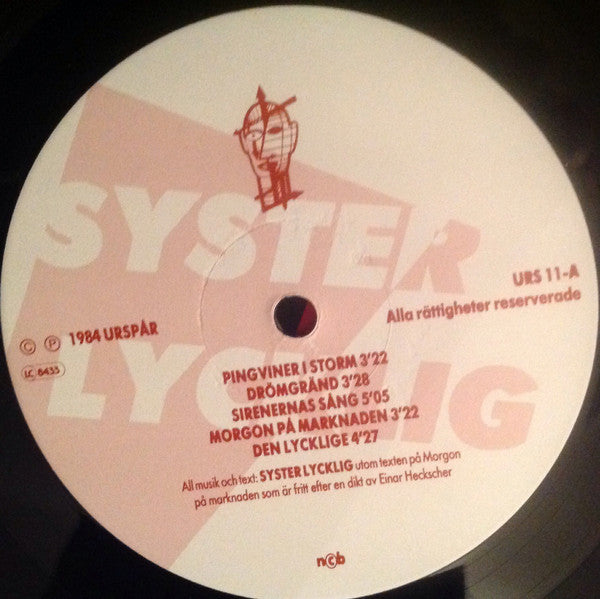 SYSTER
LYCKLIG
URS 11-A
Alla rättigheter reserverade
© ℗ 1984 URSPÅR
LC 8433
PINGVINER I STORM 3'22
DRÖMGRÄND 3'28
SIRENERNAS SÅNG 5'05
MORGON PÅ MARKNADEN 3'22
DEN LYCKLIGE 4'27
All musik och text: SYSTER LYCKLIG utom texten på Morgon
på marknaden som är fritt efter en dikt av Einar Heckscher
ncb